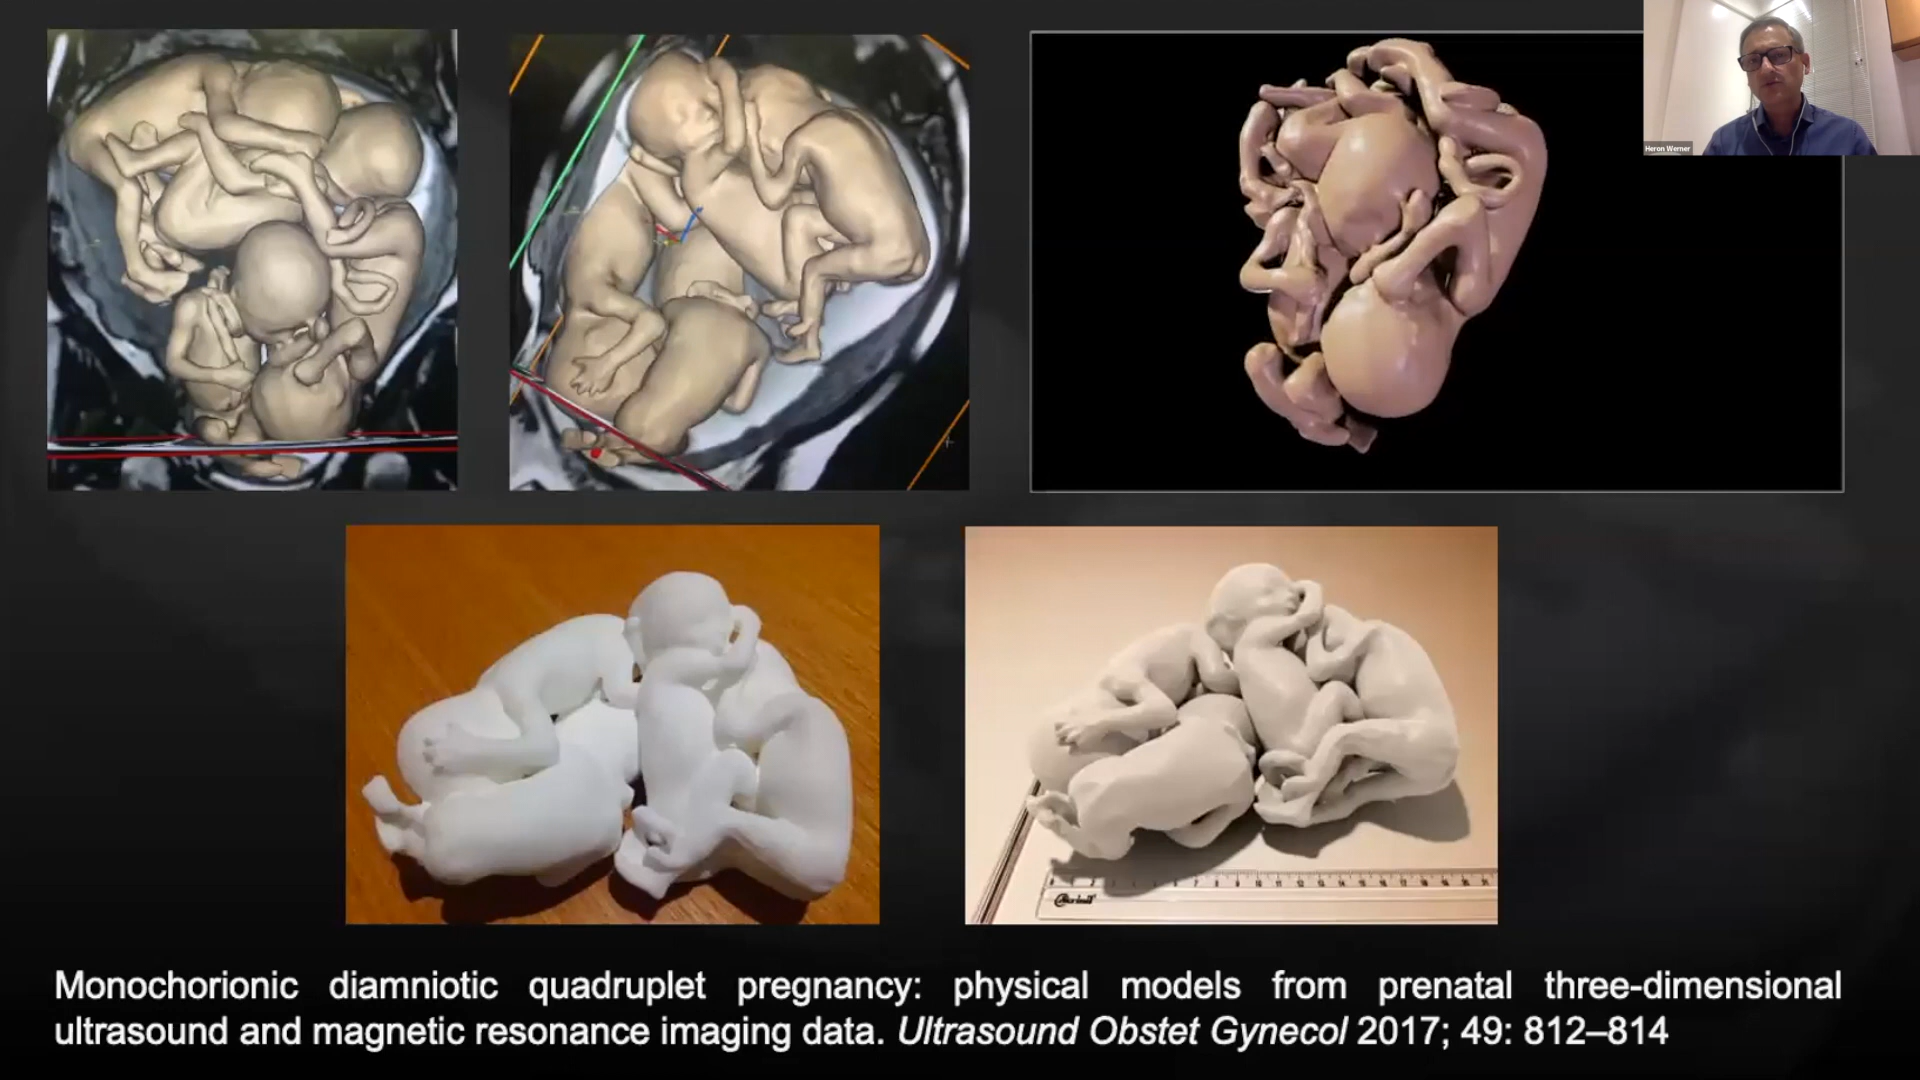 Heron Werner
Monochorionic diamniotic quadruplet pregnancy: physical models from prenatal three-dimensional
ultrasound and magnetic resonance imaging data. Ultrasound Obstet Gynecol 2017; 49: 812–814